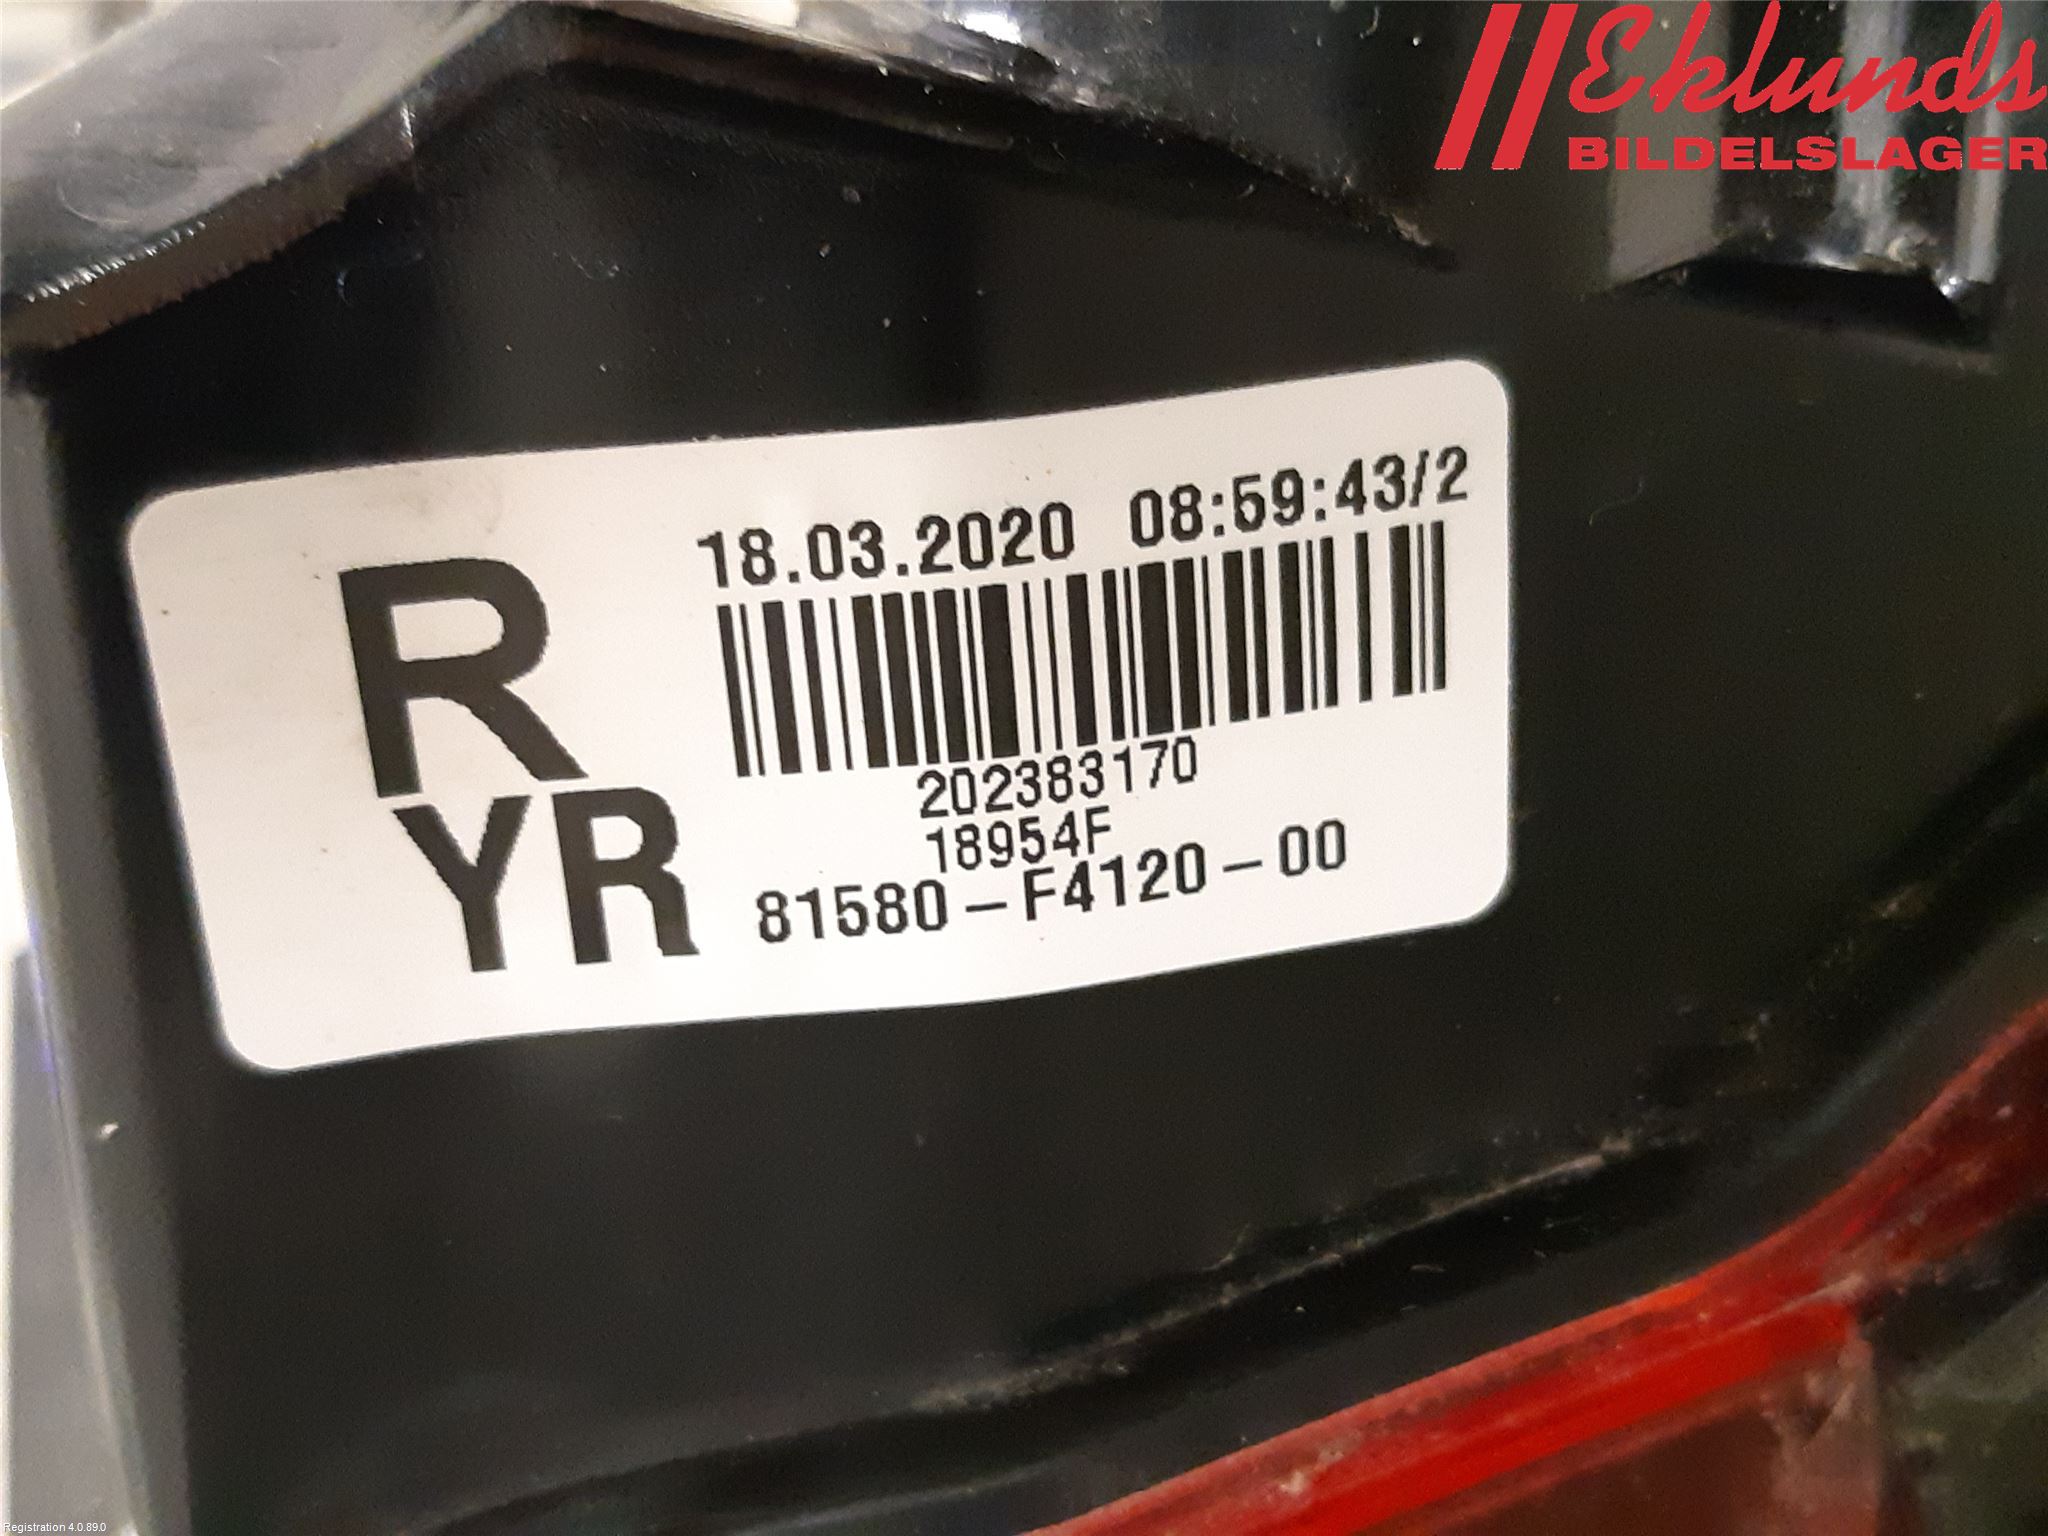 Eklunds
BILDELSLAGER
18.03.2020 08:59:43/2
R
202383170
18954F
YR
81580-F4120-00
Registration 4.0.89.0